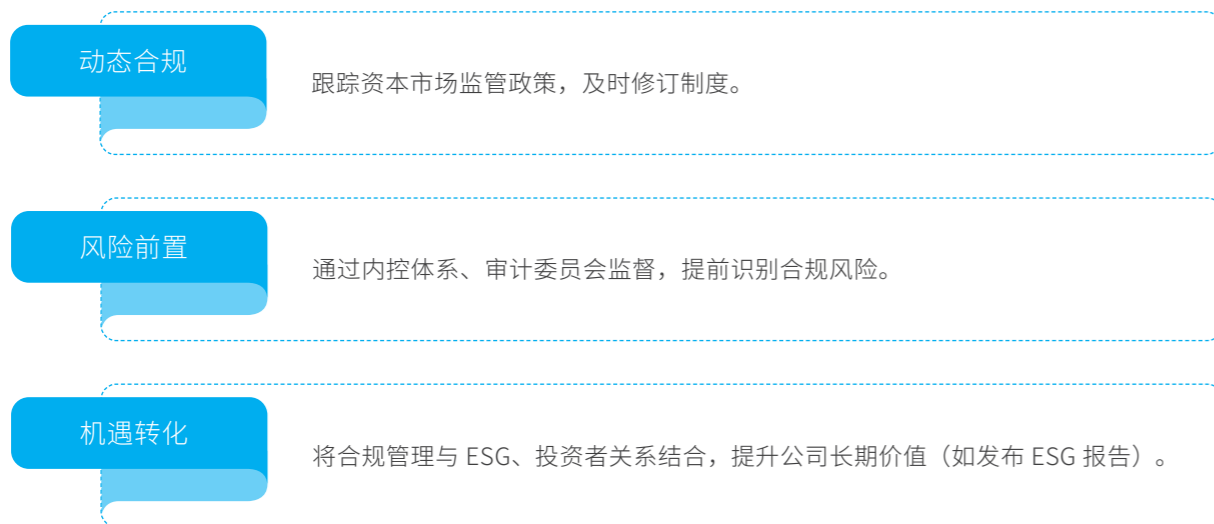 动态合规
跟踪资本市场监管政策，及时修订制度。
风险前置
通过内控体系、审计委员会监督，提前识别合规风险。
机遇转化
将合规管理与 ESG、投资者关系结合，提升公司长期价值（如发布 ESG 报告）。